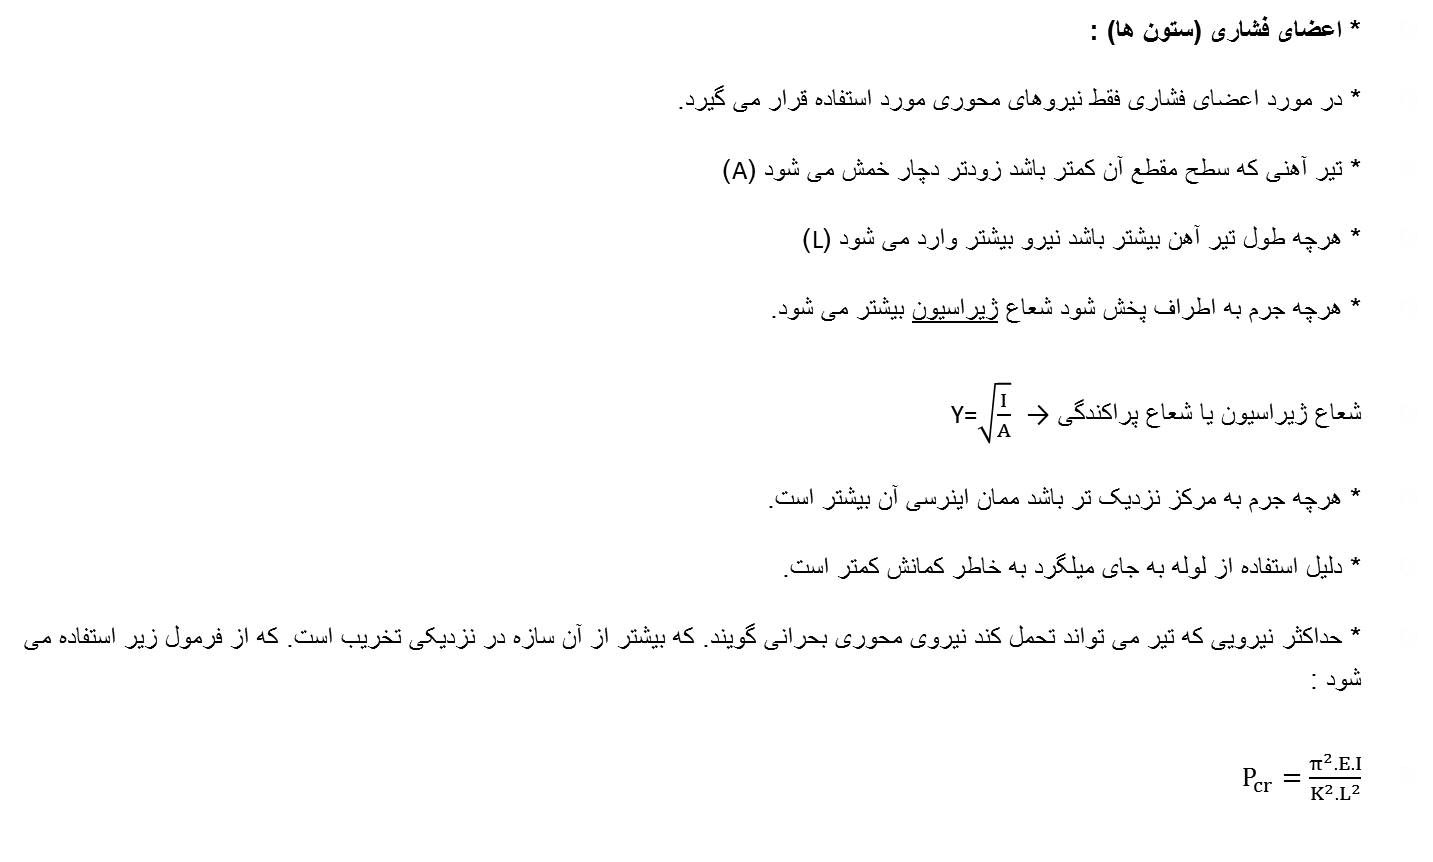 * اعضای فشاری (ستون ها) :
* در مورد اعضای فشاری فقط نیروهای محوری مورد استفاده قرار می گیرد.
* تیر آهنی که سطح مقطع آن کمتر باشد زودتر دچار خمش می شود (A)
* هرچه طول تیر آهن بیشتر باشد نیرو بیشتر وارد می شود (L)
* هرچه جرم به اطراف پخش شود شعاع ژیراسیون بیشتر می شود.
شعاع ژیراسیون یا شعاع پراکندگی → Y=√(I/A)
* هرچه جرم به مرکز نزدیک تر باشد ممان اینرسی آن بیشتر است.
* دلیل استفاده از لوله به جای میلگرد به خاطر کمانش کمتر است.
* حداکثر نیرویی که تیر می تواند تحمل کند نیروی محوری بحرانی گویند. که بیشتر از آن سازه در نزدیکی تخریب است. که از فرمول زیر استفاده می
شود :
P_cr = π².E.I / K².L²